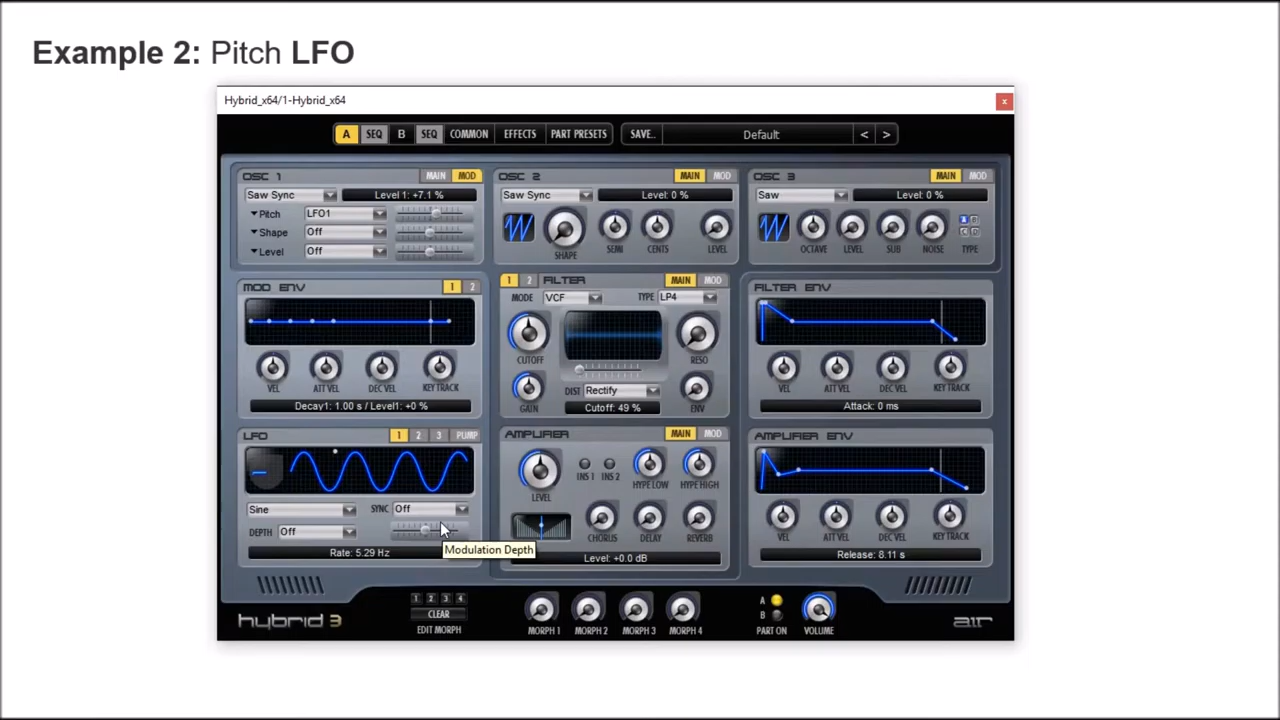 Example 2: Pitch LFO
Hybrid_x64/1-Hybrid_x64
x
A SEQ B SEQ COMMON EFFECTS PART PRESETS SAVE.. Default < >
OSC 1 MAIN MOD
Saw Sync Level 1: +7.1 %
Pitch LFO1
Shape Off
Level Off
OSC 2 MAIN MOD
Saw Sync Level: 0 %
SHAPE SEMI CENTS LEVEL
OSC 3 MAIN MOD
Saw Level: 0 %
OCTAVE LEVEL SUB NOISE TYPE
MOD ENV 1 2
VEL ATT VEL DEC VEL KEY TRACK
Decay1: 1.00 s / Level1: +0 %
1 2 FILTER MAIN MOD
MODE VCF TYPE LP4
CUTOFF RESO
DIST Rectify
GAIN Cutoff: 49 % ENV
FILTER ENV
VEL ATT VEL DEC VEL KEY TRACK
Attack: 0 ms
LFO 1 2 3 PUMP
Sine SYNC Off
DEPTH Off
Rate: 5.29 Hz
Modulation Depth
AMPLIFIER MAIN MOD
LEVEL INS 1 INS 2 HYPE LOW HYPE HIGH
CHORUS DELAY REVERB
Level: +0.0 dB
AMPLIFIER ENV
VEL ATT VEL DEC VEL KEY TRACK
Release: 8.11 s
hybrid 3
1 2 3 4
CLEAR
EDIT MORPH
MORPH 1 MORPH 2 MORPH 3 MORPH 4
A
B
PART ON VOLUME
air